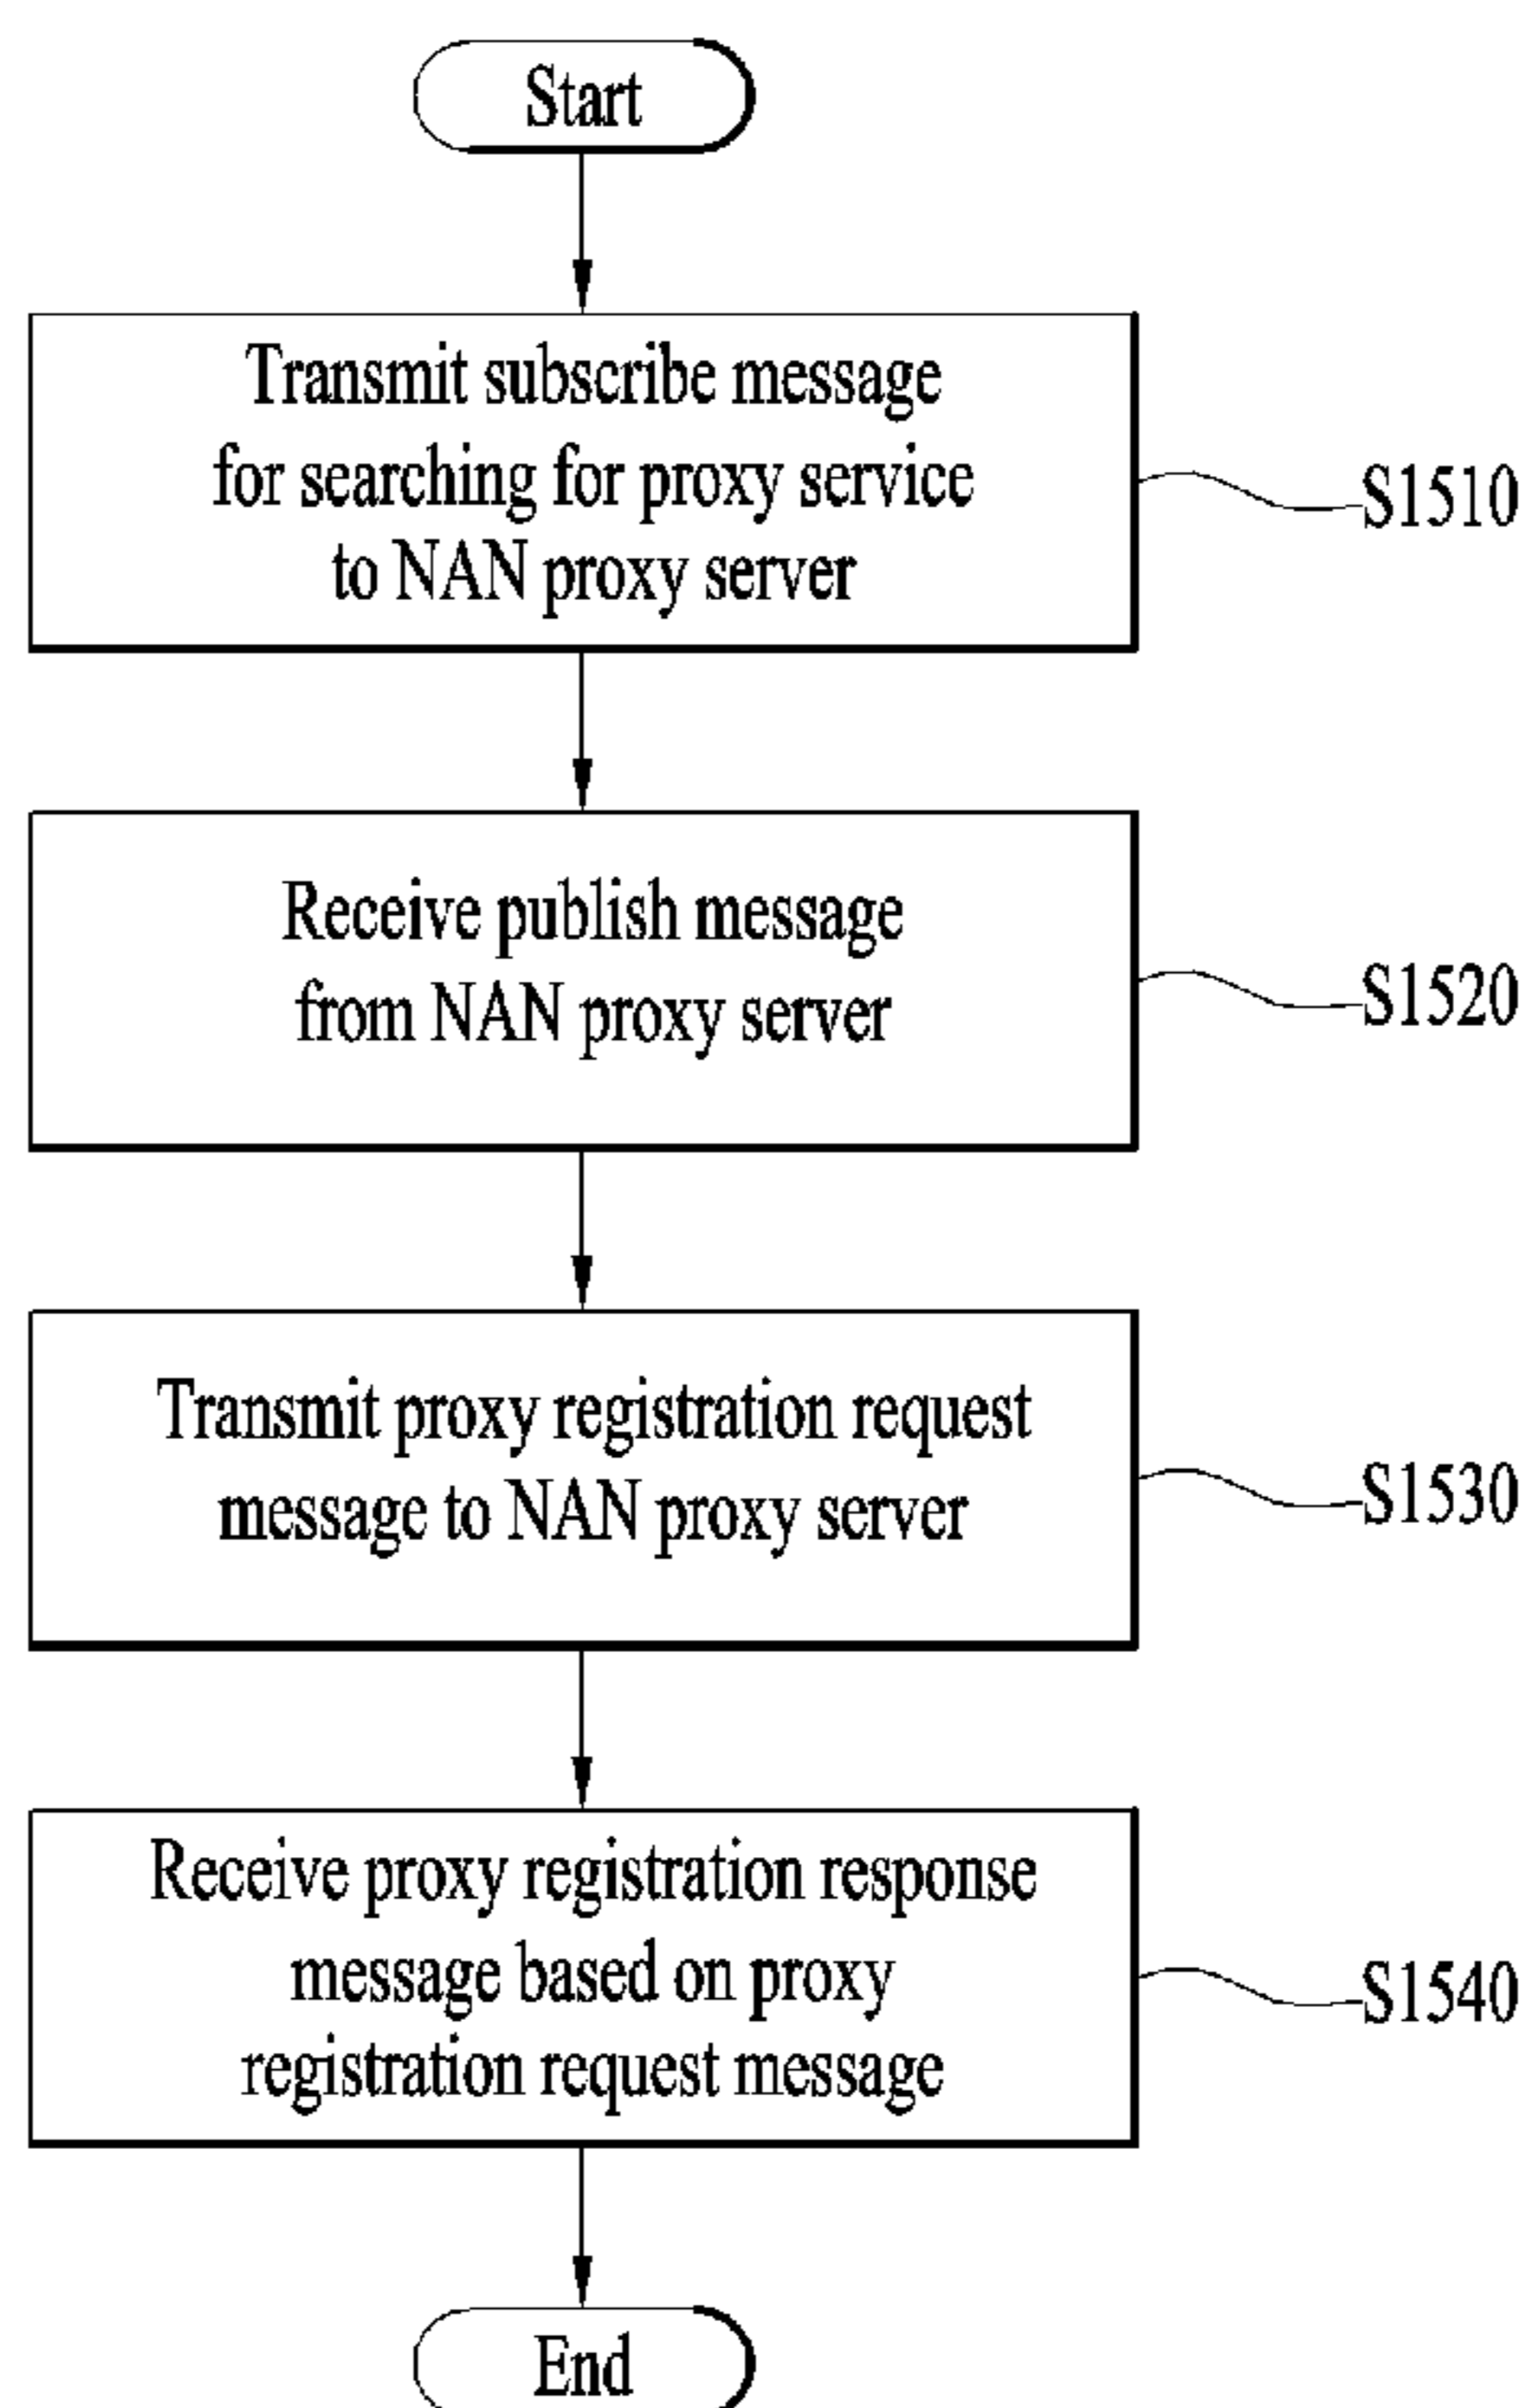 Start
Transmit subscribe message
for searching for proxy service
to NAN proxy server
S1510
Receive publish message
from NAN proxy server
S1520
Transmit proxy registration request
message to NAN proxy server
S1530
Receive proxy registration response
message based on proxy
registration request message
S1540
End